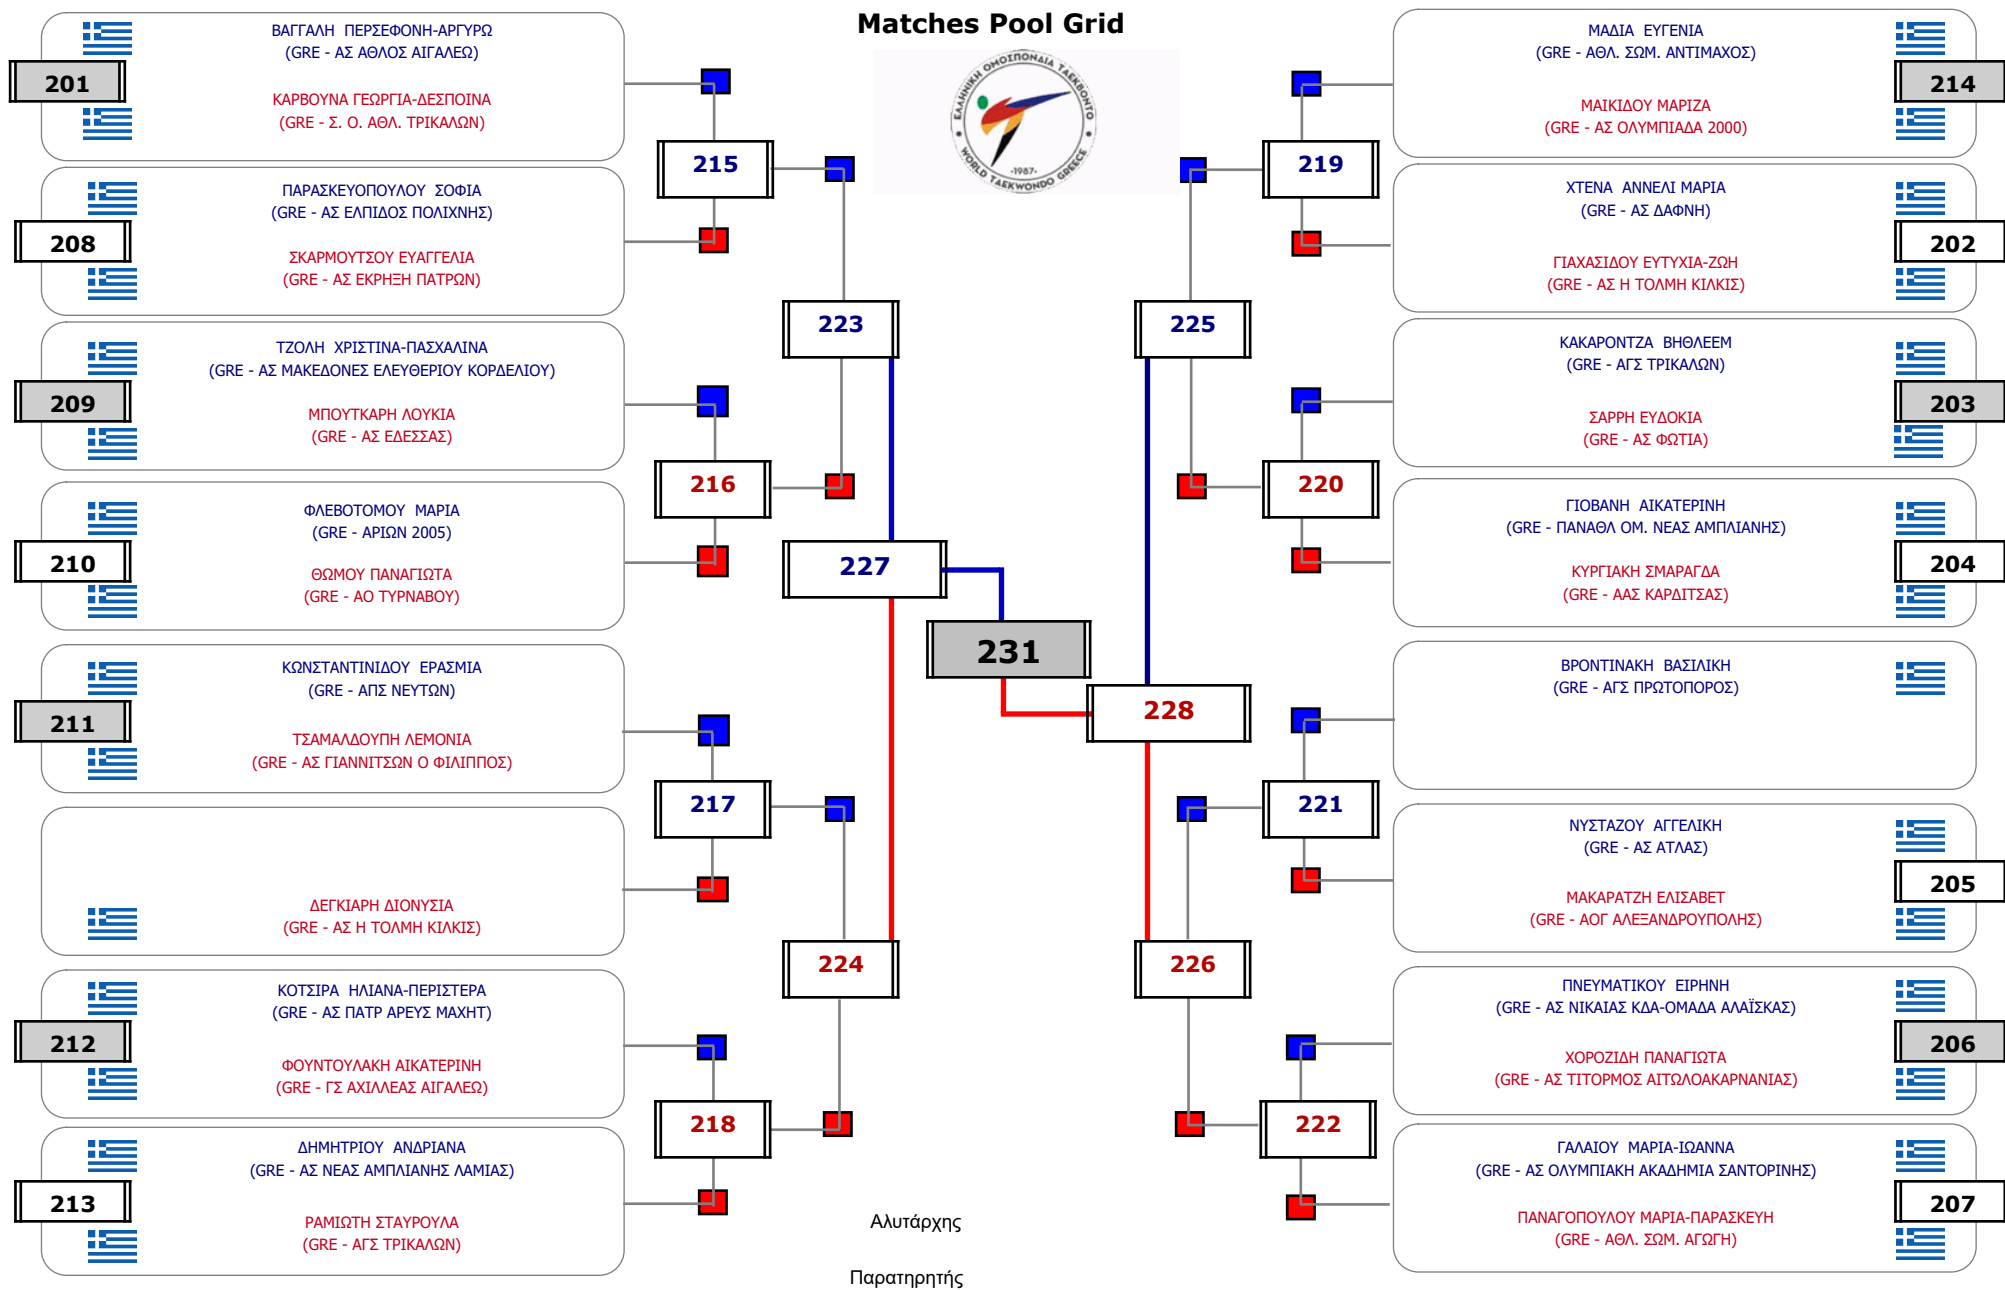 Matches Pool Grid
ΕΛΛΗΝΙΚΗ ΟΜΟΣΠΟΝΔΙΑ ΤΑΕΚΒΟΝΤΟ
-1987-
WORLD TAEKWONDO GREECE
ΒΑΓΓΑΛΗ ΠΕΡΣΕΦΟΝΗ-ΑΡΓΥΡΩ
(GRE - ΑΣ ΑΘΛΟΣ ΑΙΓΑΛΕΩ)
201
ΚΑΡΒΟΥΝΑ ΓΕΩΡΓΙΑ-ΔΕΣΠΟΙΝΑ
(GRE - Σ. Ο. ΑΘΛ. ΤΡΙΚΑΛΩΝ)
215
ΠΑΡΑΣΚΕΥΟΠΟΥΛΟΥ ΣΟΦΙΑ
(GRE - ΑΣ ΕΛΠΙΔΟΣ ΠΟΛΙΧΝΗΣ)
208
ΣΚΑΡΜΟΥΤΣΟΥ ΕΥΑΓΓΕΛΙΑ
(GRE - ΑΣ ΕΚΡΗΞΗ ΠΑΤΡΩΝ)
223
ΤΖΟΛΗ ΧΡΙΣΤΙΝΑ-ΠΑΣΧΑΛΙΝΑ
(GRE - ΑΣ ΜΑΚΕΔΟΝΕΣ ΕΛΕΥΘΕΡΙΟΥ ΚΟΡΔΕΛΙΟΥ)
209
ΜΠΟΥΤΚΑΡΗ ΛΟΥΚΙΑ
(GRE - ΑΣ ΕΔΕΣΣΑΣ)
216
ΦΛΕΒΟΤΟΜΟΥ ΜΑΡΙΑ
(GRE - ΑΡΙΩΝ 2005)
210
ΘΩΜΟΥ ΠΑΝΑΓΙΩΤΑ
(GRE - ΑΟ ΤΥΡΝΑΒΟΥ)
227
231
ΚΩΝΣΤΑΝΤΙΝΙΔΟΥ ΕΡΑΣΜΙΑ
(GRE - ΑΠΣ ΝΕΥΤΩΝ)
211
ΤΣΑΜΑΛΔΟΥΠΗ ΛΕΜΟΝΙΑ
(GRE - ΑΣ ΓΙΑΝΝΙΤΣΩΝ Ο ΦΙΛΙΠΠΟΣ)
217
ΔΕΓΚΙΑΡΗ ΔΙΟΝΥΣΙΑ
(GRE - ΑΣ Η ΤΟΛΜΗ ΚΙΛΚΙΣ)
224
ΚΟΤΣΙΡΑ ΗΛΙΑΝΑ-ΠΕΡΙΣΤΕΡΑ
(GRE - ΑΣ ΠΑΤΡ ΑΡΕΥΣ ΜΑΧΗΤ)
212
ΦΟΥΝΤΟΥΛΑΚΗ ΑΙΚΑΤΕΡΙΝΗ
(GRE - ΓΣ ΑΧΙΛΛΕΑΣ ΑΙΓΑΛΕΩ)
218
ΔΗΜΗΤΡΙΟΥ ΑΝΔΡΙΑΝΑ
(GRE - ΑΣ ΝΕΑΣ ΑΜΠΛΙΑΝΗΣ ΛΑΜΙΑΣ)
213
ΡΑΜΙΩΤΗ ΣΤΑΥΡΟΥΛΑ
(GRE - ΑΓΣ ΤΡΙΚΑΛΩΝ)
ΜΑΔΙΑ ΕΥΓΕΝΙΑ
(GRE - ΑΘΛ. ΣΩΜ. ΑΝΤΙΜΑΧΟΣ)
214
ΜΑΙΚΙΔΟΥ ΜΑΡΙΖΑ
(GRE - ΑΣ ΟΛΥΜΠΙΑΔΑ 2000)
219
ΧΤΕΝΑ ΑΝΝΕΛΙ ΜΑΡΙΑ
(GRE - ΑΣ ΔΑΦΝΗ)
202
ΓΙΑΧΑΣΙΔΟΥ ΕΥΤΥΧΙΑ-ΖΩΗ
(GRE - ΑΣ Η ΤΟΛΜΗ ΚΙΛΚΙΣ)
225
ΚΑΚΑΡΟΝΤΖΑ ΒΗΘΛΕΕΜ
(GRE - ΑΓΣ ΤΡΙΚΑΛΩΝ)
203
ΣΑΡΡΗ ΕΥΔΟΚΙΑ
(GRE - ΑΣ ΦΩΤΙΑ)
220
ΓΙΟΒΑΝΗ ΑΙΚΑΤΕΡΙΝΗ
(GRE - ΠΑΝΑΘΛ ΟΜ. ΝΕΑΣ ΑΜΠΛΙΑΝΗΣ)
204
ΚΥΡΓΙΑΚΗ ΣΜΑΡΑΓΔΑ
(GRE - ΑΑΣ ΚΑΡΔΙΤΣΑΣ)
228
ΒΡΟΝΤΙΝΑΚΗ ΒΑΣΙΛΙΚΗ
(GRE - ΑΓΣ ΠΡΩΤΟΠΟΡΟΣ)
221
ΝΥΣΤΑΖΟΥ ΑΓΓΕΛΙΚΗ
(GRE - ΑΣ ΑΤΛΑΣ)
205
ΜΑΚΑΡΑΤΖΗ ΕΛΙΣΑΒΕΤ
(GRE - ΑΟΓ ΑΛΕΞΑΝΔΡΟΥΠΟΛΗΣ)
226
ΠΝΕΥΜΑΤΙΚΟΥ ΕΙΡΗΝΗ
(GRE - ΑΣ ΝΙΚΑΙΑΣ ΚΔΑ-ΟΜΑΔΑ ΑΛΑΪΣΚΑΣ)
206
ΧΟΡΟΖΙΔΗ ΠΑΝΑΓΙΩΤΑ
(GRE - ΑΣ ΤΙΤΟΡΜΟΣ ΑΙΤΩΛΟΑΚΑΡΝΑΝΙΑΣ)
222
ΓΑΛΑΙΟΥ ΜΑΡΙΑ-ΙΩΑΝΝΑ
(GRE - ΑΣ ΟΛΥΜΠΙΑΚΗ ΑΚΑΔΗΜΙΑ ΣΑΝΤΟΡΙΝΗΣ)
207
ΠΑΝΑΓΟΠΟΥΛΟΥ ΜΑΡΙΑ-ΠΑΡΑΣΚΕΥΗ
(GRE - ΑΘΛ. ΣΩΜ. ΑΓΩΓΗ)
Αλυτάρχης
Παρατηρητής